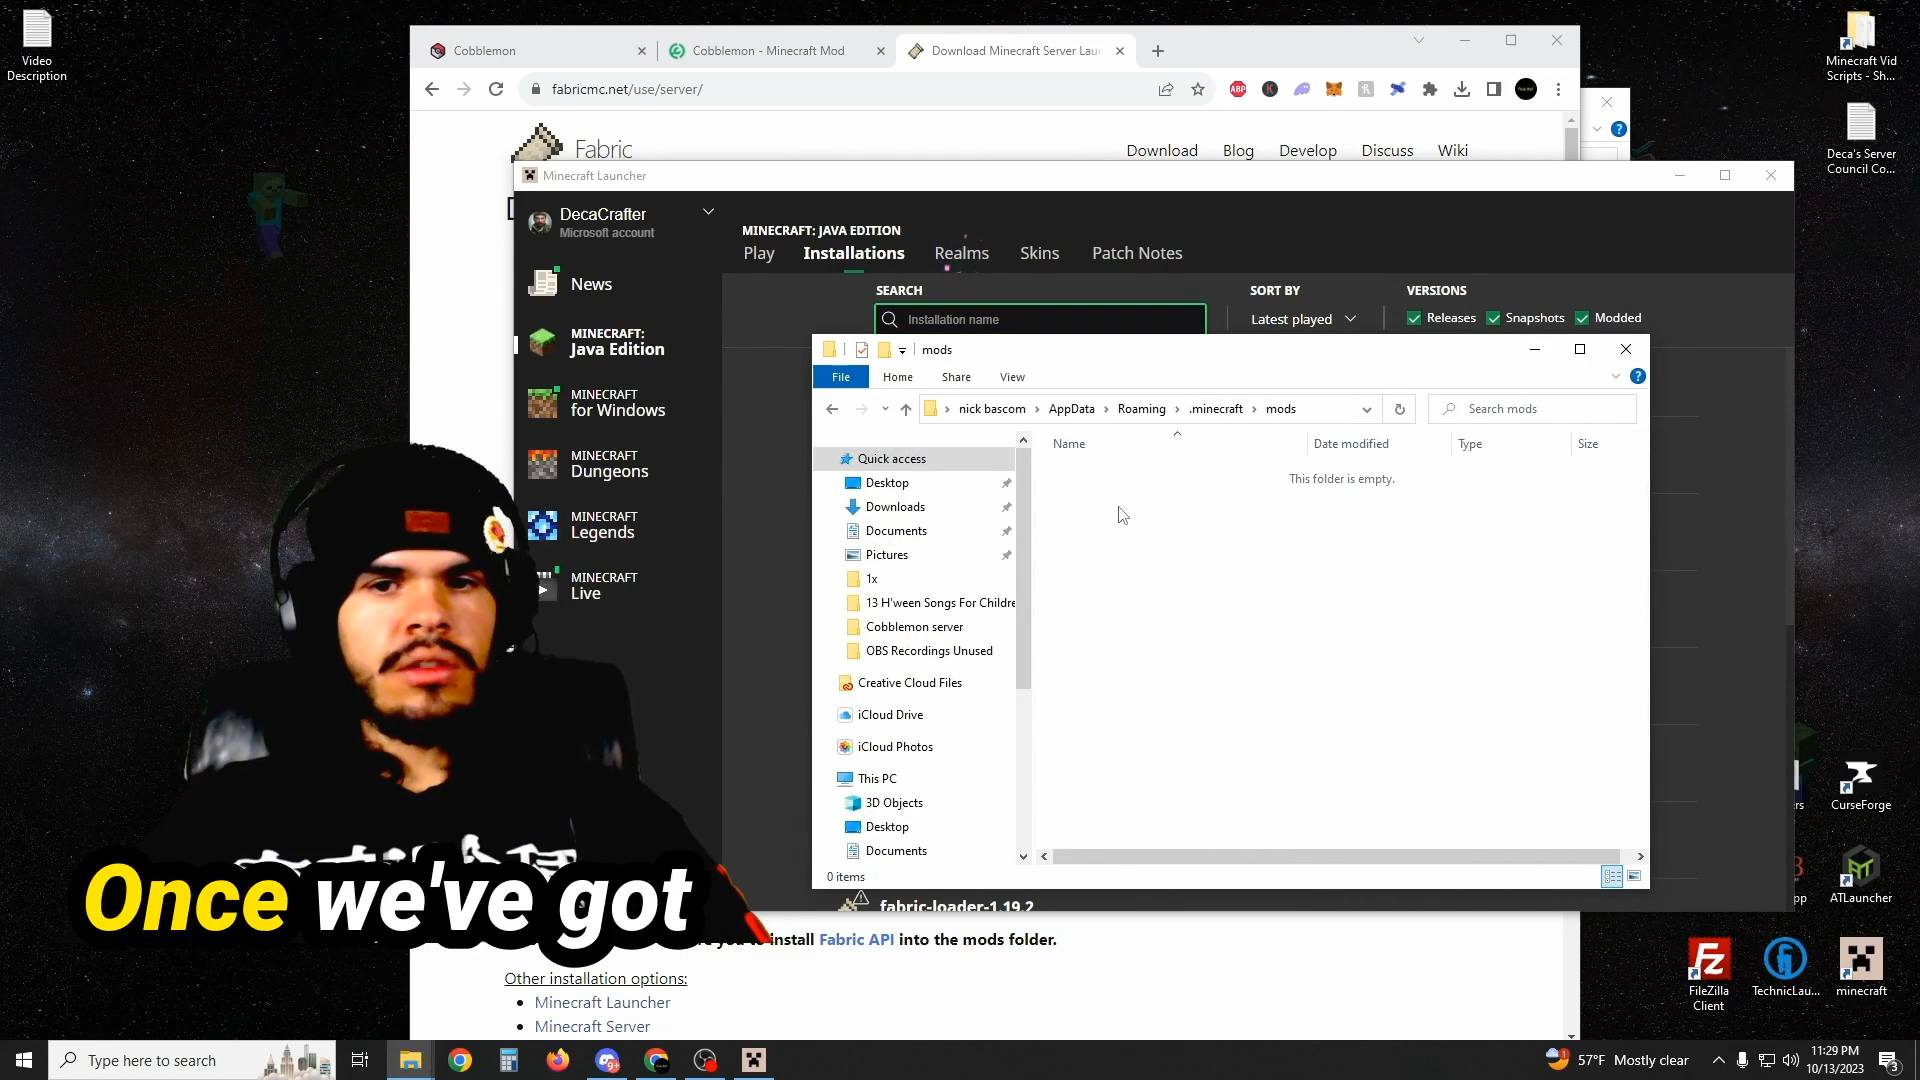 Video
Description
Cobblemon
Cobblemon - Minecraft Mod
Download Minecraft Server Laun
fabricmc.net/use/server/
ABP
Fabric
Download
Blog
Develop
Discuss
Wiki
Minecraft Vid
Scripts - Sh...
Deca's Server
Council Co...
Minecraft Launcher
DecaCrafter
Microsoft account
News
MINECRAFT:
Java Edition
MINECRAFT
for Windows
MINECRAFT
Dungeons
MINECRAFT
Legends
MINECRAFT
Live
MINECRAFT: JAVA EDITION
Play
Installations
Realms
Skins
Patch Notes
SEARCH
Installation name
SORT BY
Latest played
VERSIONS
Releases
Snapshots
Modded
mods
File
Home
Share
View
nick bascom
AppData
Roaming
.minecraft
mods
Search mods
Name
Date modified
Type
Size
This folder is empty.
Quick access
Desktop
Downloads
Documents
Pictures
1x
13 H'ween Songs For Childre
Cobblemon server
OBS Recordings Unused
Creative Cloud Files
iCloud Drive
iCloud Photos
This PC
3D Objects
Desktop
Documents
0 items
fabric-loader-1.19.2
Once we've got
install Fabric API into the mods folder.
Other installation options:
Minecraft Launcher
Minecraft Server
CurseForge
ATLauncher
FileZilla
Client
TechnicLau...
minecraft
Type here to search
57°F Mostly clear
11:29 PM
10/13/2023
3